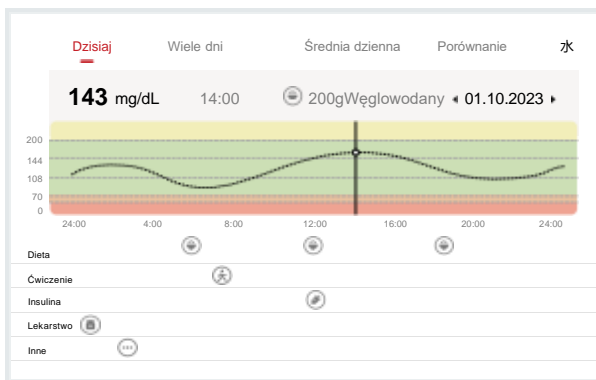 Dzisiaj Wiele dni Średnia dzienna Porównanie 水
143 mg/dL 14:00 200gWęglowodany 01.10.2023
200
144
108
70
0
24:00 4:00 8:00 12:00 16:00 20:00 24:00
Dieta
Ćwiczenie
Insulina
Lekarstwo
Inne